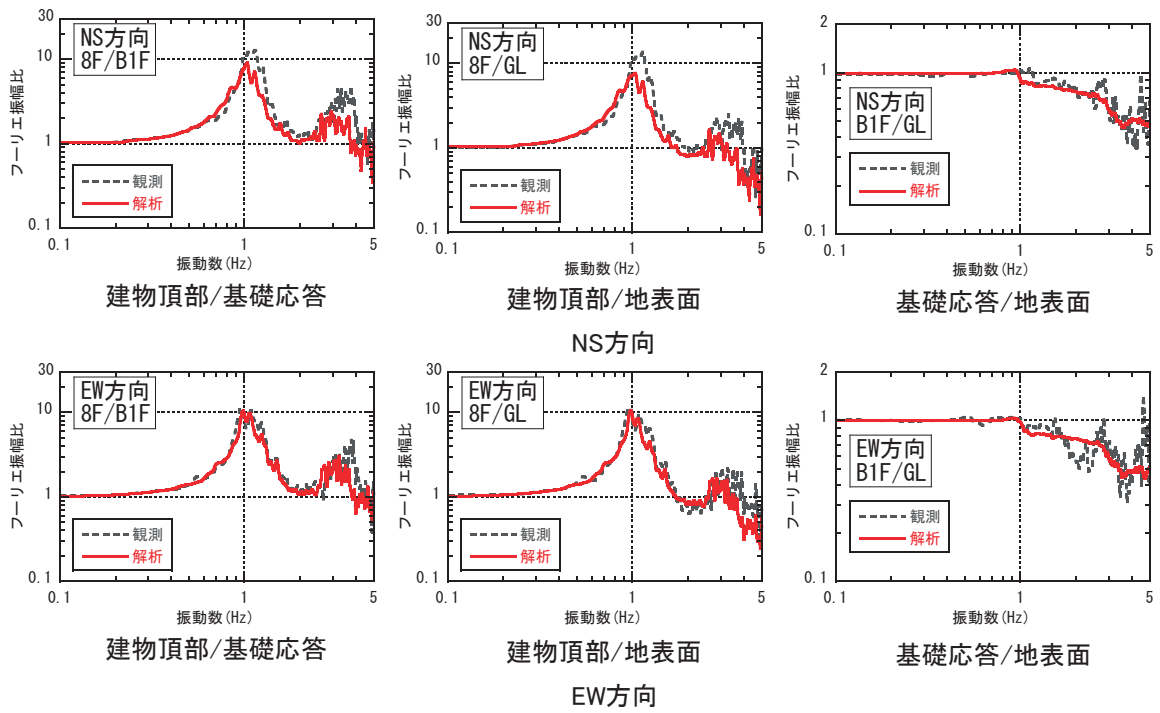 30
10
1
0.1
フーリエ振幅比
NS方向
8F/B1F
観測
解析
0.1
1
5
振動数(Hz)
建物頂部/基礎応答
30
10
1
0.1
フーリエ振幅比
NS方向
8F/GL
観測
解析
0.1
1
5
振動数(Hz)
建物頂部/地表面
2
1
0.1
フーリエ振幅比
NS方向
B1F/GL
観測
解析
0.1
1
5
振動数(Hz)
基礎応答/地表面
NS方向
30
10
1
0.1
フーリエ振幅比
EW方向
8F/B1F
観測
解析
0.1
1
5
振動数(Hz)
建物頂部/基礎応答
30
10
1
0.1
フーリエ振幅比
EW方向
8F/GL
観測
解析
0.1
1
5
振動数(Hz)
建物頂部/地表面
2
1
0.1
フーリエ振幅比
EW方向
B1F/GL
観測
解析
0.1
1
5
振動数(Hz)
基礎応答/地表面
EW方向